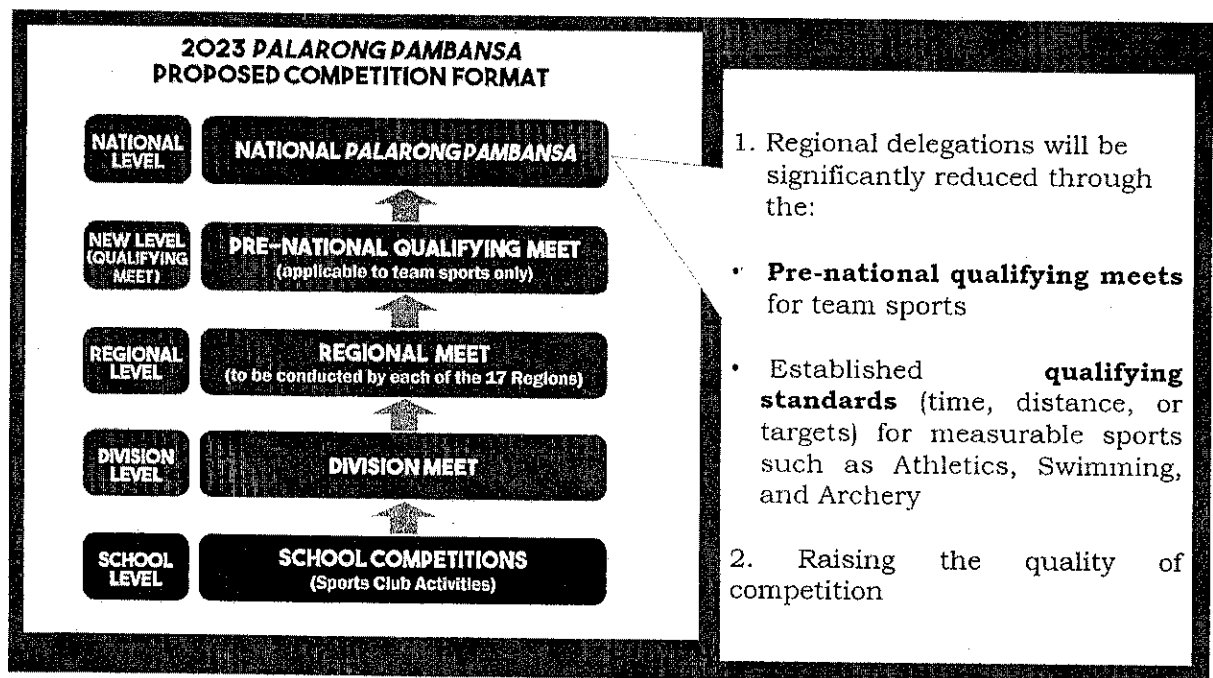 2023 PALARONG PAMBANSA
PROPOSED COMPETITION FORMAT
NATIONAL
LEVEL
NATIONAL PALARONG PAMBANSA
NEW LEVEL
(QUALIFYING
MEET)
PRE-NATIONAL QUALIFYING MEET
(applicable to team sports only)
REGIONAL
LEVEL
REGIONAL MEET
(to be conducted by each of the 17 Regions)
DIVISION
LEVEL
DIVISION MEET
SCHOOL
LEVEL
SCHOOL COMPETITIONS
(Sports Club Activities)
1. Regional delegations will be
significantly reduced through
the:
• Pre-national qualifying meets
for team sports
• Established qualifying
standards (time, distance, or
targets) for measurable sports
such as Athletics, Swimming,
and Archery
2. Raising the quality of
competition